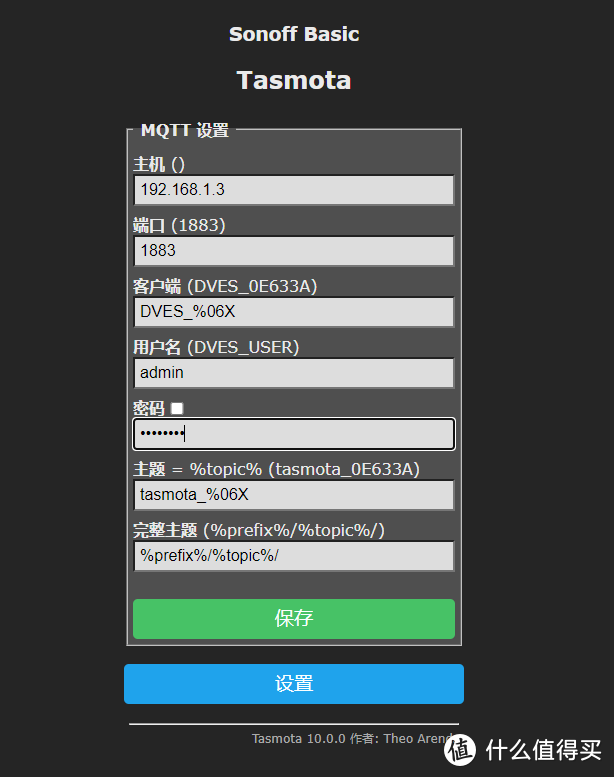 Sonoff Basic
Tasmota
MQTT 设置
主机 ()
192.168.1.3
端口 (1883)
1883
客户端 (DVES_0E633A)
DVES_%06X
用户名 (DVES_USER)
admin
密码
••••••••
主题 = %topic% (tasmota_0E633A)
tasmota_%06X
完整主题 (%prefix%/%topic%/)
%prefix%/%topic%/
保存
设置
Tasmota 10.0.0 作者: Theo Arend
值 什么值得买